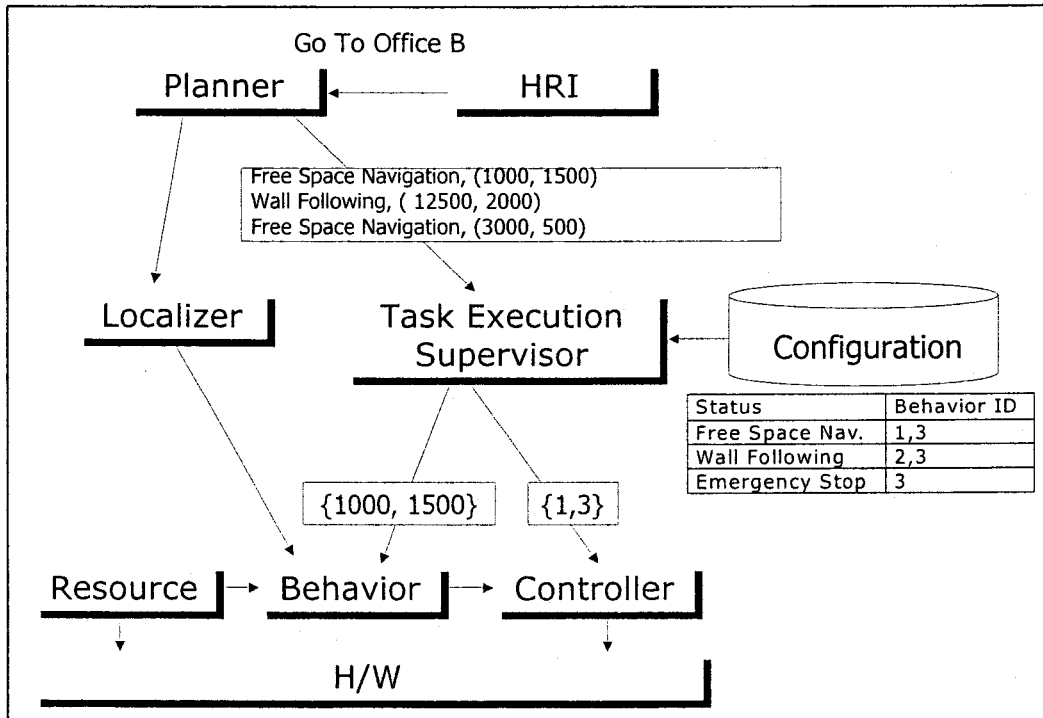 Go To Office B
Planner
HRI
Free Space Navigation, (1000, 1500)
Wall Following, ( 12500, 2000)
Free Space Navigation, (3000, 500)
Localizer
Task Execution
Supervisor
Configuration
Status Behavior ID
Free Space Nav. 1,3
Wall Following 2,3
Emergency Stop 3
{1000, 1500}
{1,3}
Resource
Behavior
Controller
H/W